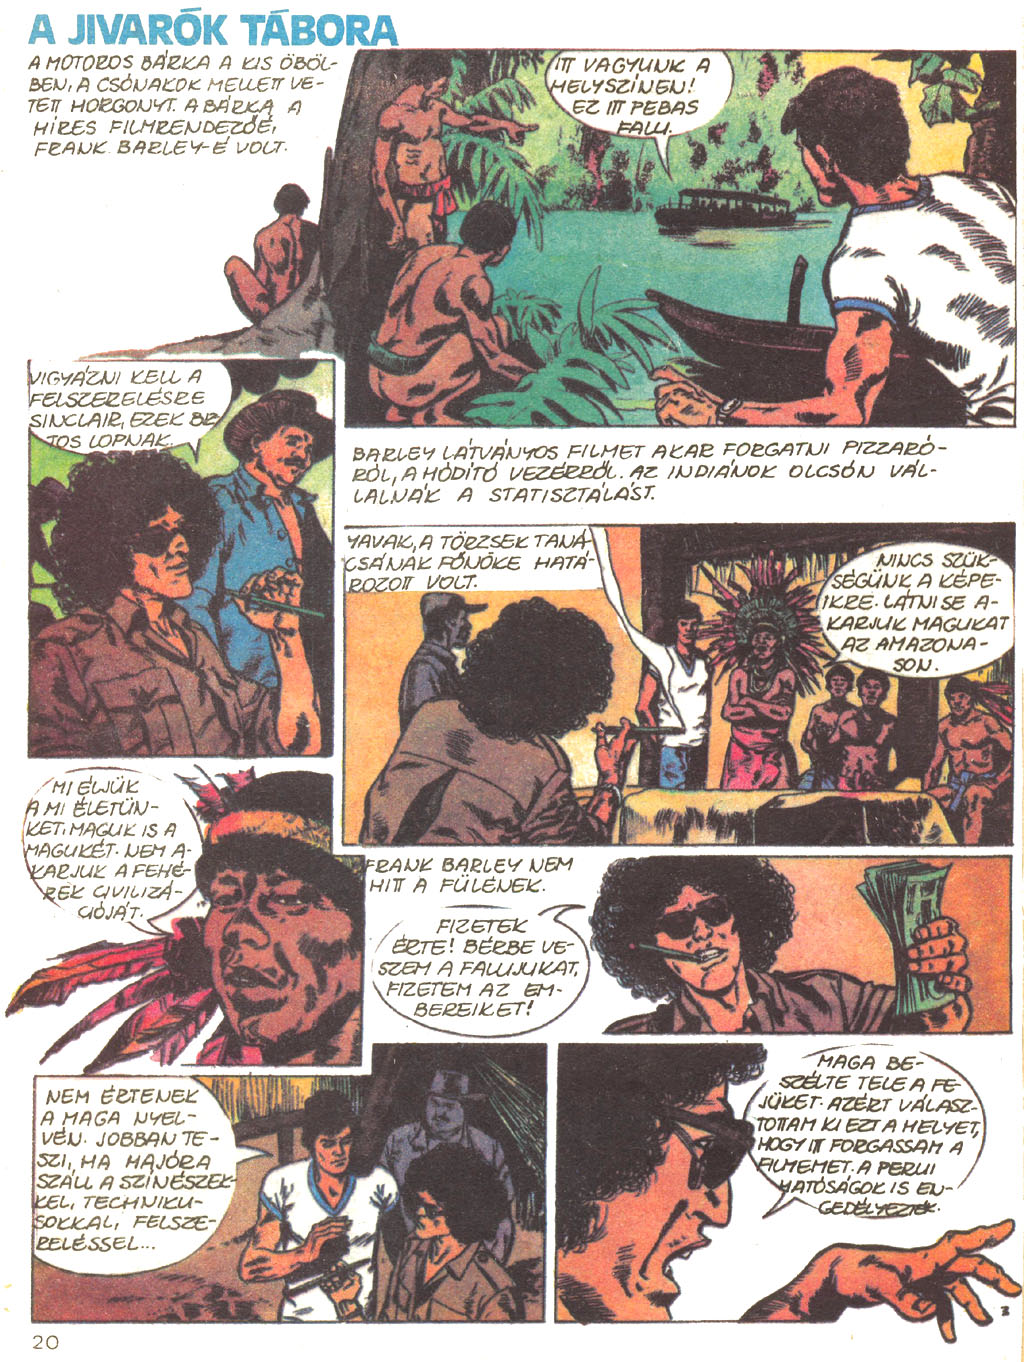 A JIVARÓK TÁBORA
A MOTOROS BÁRKA A KIS ÖBÖL-
BEN, A CSÓNAKOK MELLETT VE-
TETT HORGONYT. A BÁRKA A
HÍRES FILMRENDEZŐÉ,
FRANK BARLEY-É VOLT.
ITT VAGYUNK A
HELYSZÍNEN!
EZ ITT PEBAS
FALU.
VIGYÁZNI KELL A
FELSZERELÉSRE
SINCLAIR, EZEK BIZ-
TOS LOPNAK.
BARLEY LÁTVÁNYOS FILMET AKAR FORGATNI PIZZARÓ-
RÓL, A HÓDÍTÓ VEZÉRRŐL. AZ INDIÁNOK OLCSÓN VÁL-
LALNÁK A STATISZTÁLÁST.
YAVAK, A TÖRZSEK TANÁ-
CSÁNAK FŐNÖKE HATÁ-
ROZOTT VOLT.
NINCS SZÜK-
SÉGÜNK A KÉPE-
IKRE. LÁTNI SE A-
KARJUK MAGUKAT
AZ AMAZONA-
SON.
MI ÉLJÜK
A MI ÉLETÜN-
KET. MAGUK IS A
MAGUKÉT. NEM A-
KARJUK A FEHÉ-
REK CIVILIZÁ-
CIÓJÁT.
FRANK BARLEY NEM
HITT A FÜLÉNEK.
FIZETEK
ÉRTE! BÉRBE VE-
SZEM A FALUJUKAT,
FIZETEM AZ EM-
BEREIKET!
NEM ÉRTENEK
A MAGA NYEL-
VÉN. JOBBAN TE-
SZI, HA HAJÓRA
SZÁLL A SZÍNÉSZEK-
KEL, TECHNIKU-
SOKKAL, FELSZE-
RELÉSSEL...
MAGA BE-
SZÉLTE TELE A FE-
JÜKET. AZÉRT VÁLASZ-
TOTTAM KI EZT A HELYET,
HOGY ITT FORGASSAM A
FILMEMET. A PERUI
HATÓSÁGOK IS EN-
GEDÉLYEZTÉK.
3
20